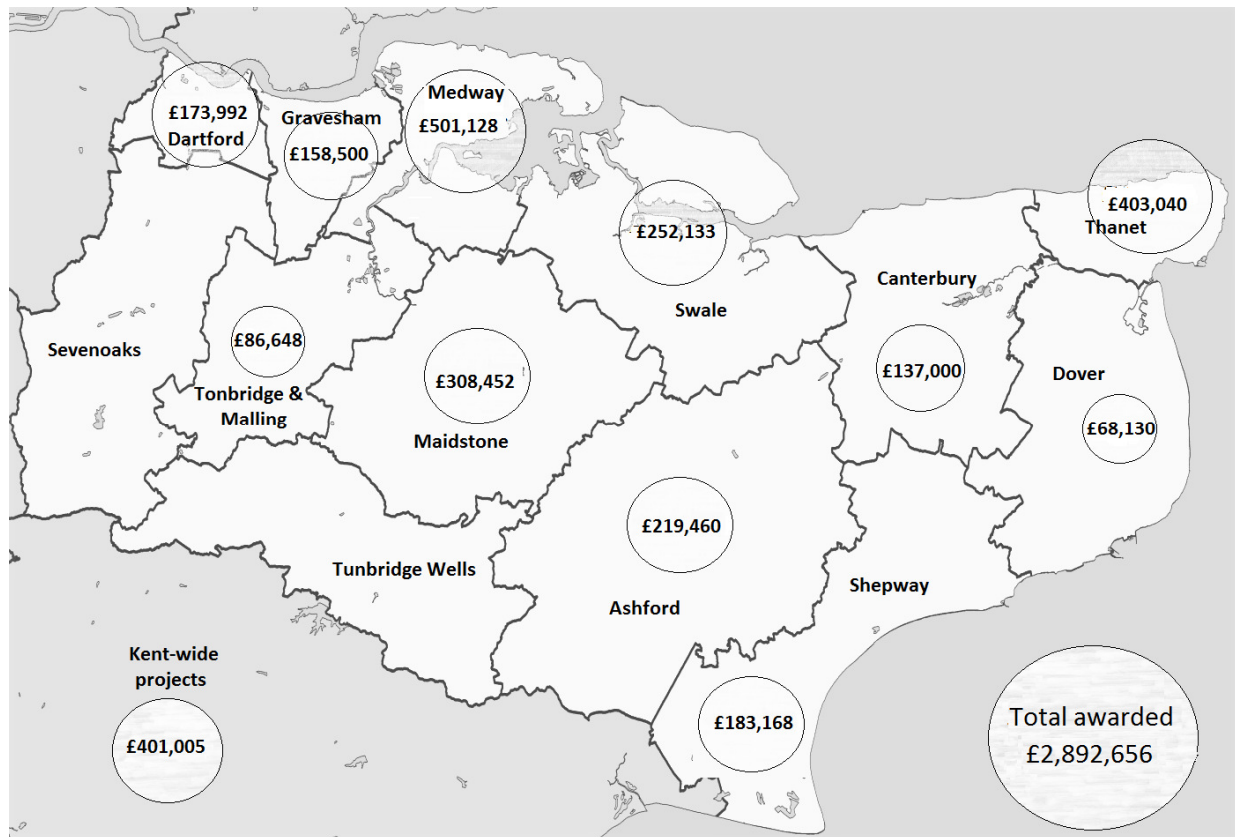 £173,992
Dartford
Gravesham
£158,500
Medway
£501,128
£252,133
Swale
£403,040
Thanet
Canterbury
£137,000
Dover
£68,130
Sevenoaks
£86,648
Tonbridge &
Malling
£308,452
Maidstone
£219,460
Ashford
Tunbridge Wells
Shepway
£183,168
Kent-wide
projects
£401,005
Total awarded
£2,892,656